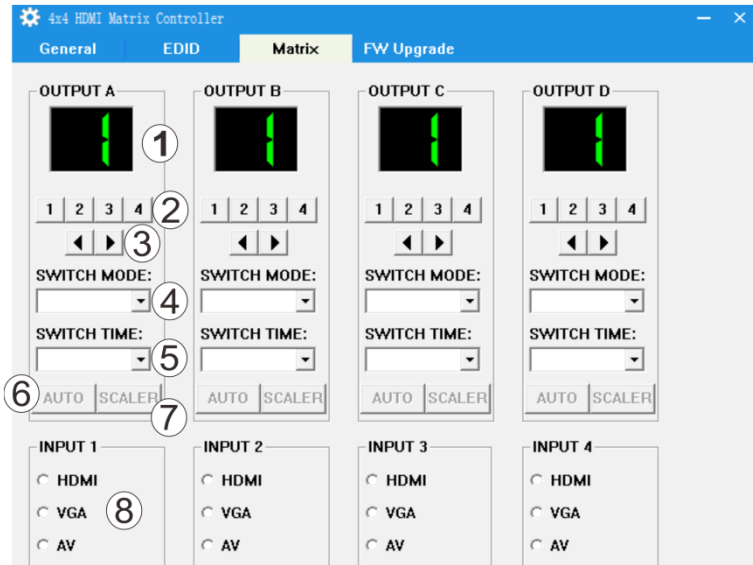 4x4 HDMI Matrix Controller
General EDID Matrix FW Upgrade
OUTPUT A OUTPUT B OUTPUT C OUTPUT D
1 1 1 1 1
1 2 3 4 2 1 2 3 4 1 2 3 4 1 2 3 4
3
SWITCH MODE: SWITCH MODE: SWITCH MODE: SWITCH MODE:
4
SWITCH TIME: SWITCH TIME: SWITCH TIME: SWITCH TIME:
5
6 AUTO SCALER AUTO SCALER AUTO SCALER AUTO SCALER
7
INPUT 1 INPUT 2 INPUT 3 INPUT 4
HDMI HDMI HDMI HDMI
VGA 8 VGA VGA VGA
AV AV AV AV